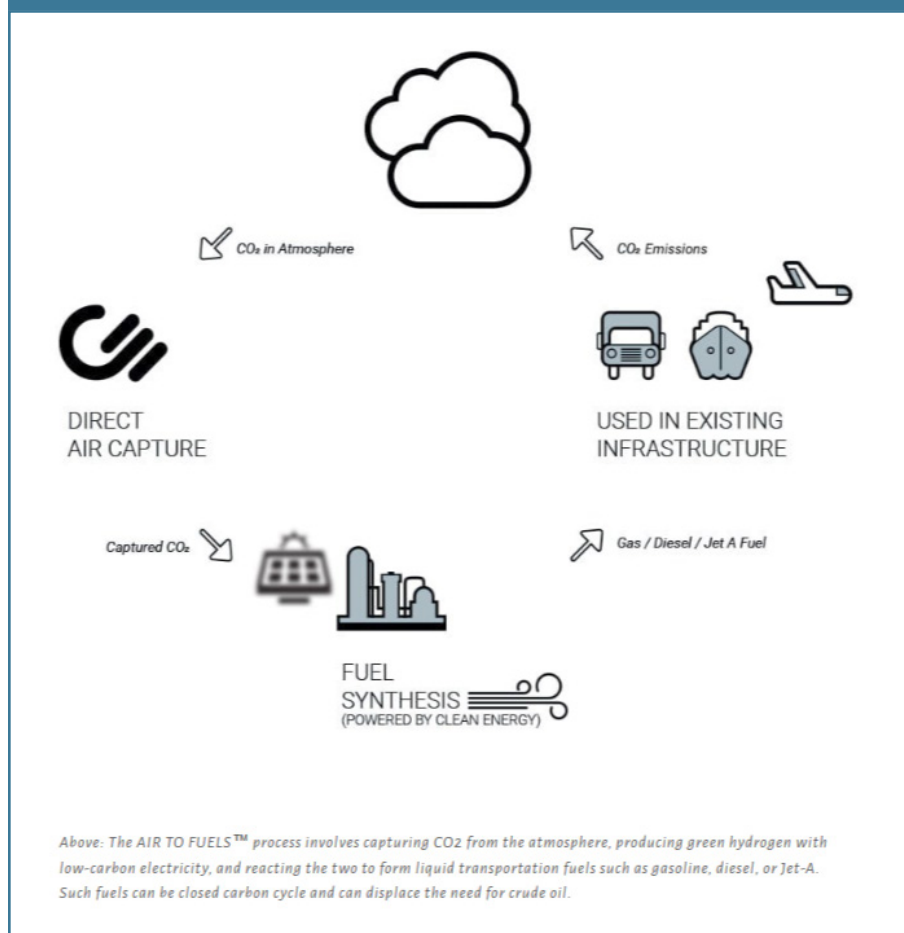 CO₂ in Atmosphere
CO₂ Emissions
DIRECT
AIR CAPTURE
USED IN EXISTING
INFRASTRUCTURE
Captured CO₂
Gas / Diesel / Jet A Fuel
FUEL
SYNTHESIS
(POWERED BY CLEAN ENERGY)
Above: The AIR TO FUELS™ process involves capturing CO2 from the atmosphere, producing green hydrogen with
low-carbon electricity, and reacting the two to form liquid transportation fuels such as gasoline, diesel, or Jet-A.
Such fuels can be closed carbon cycle and can displace the need for crude oil.